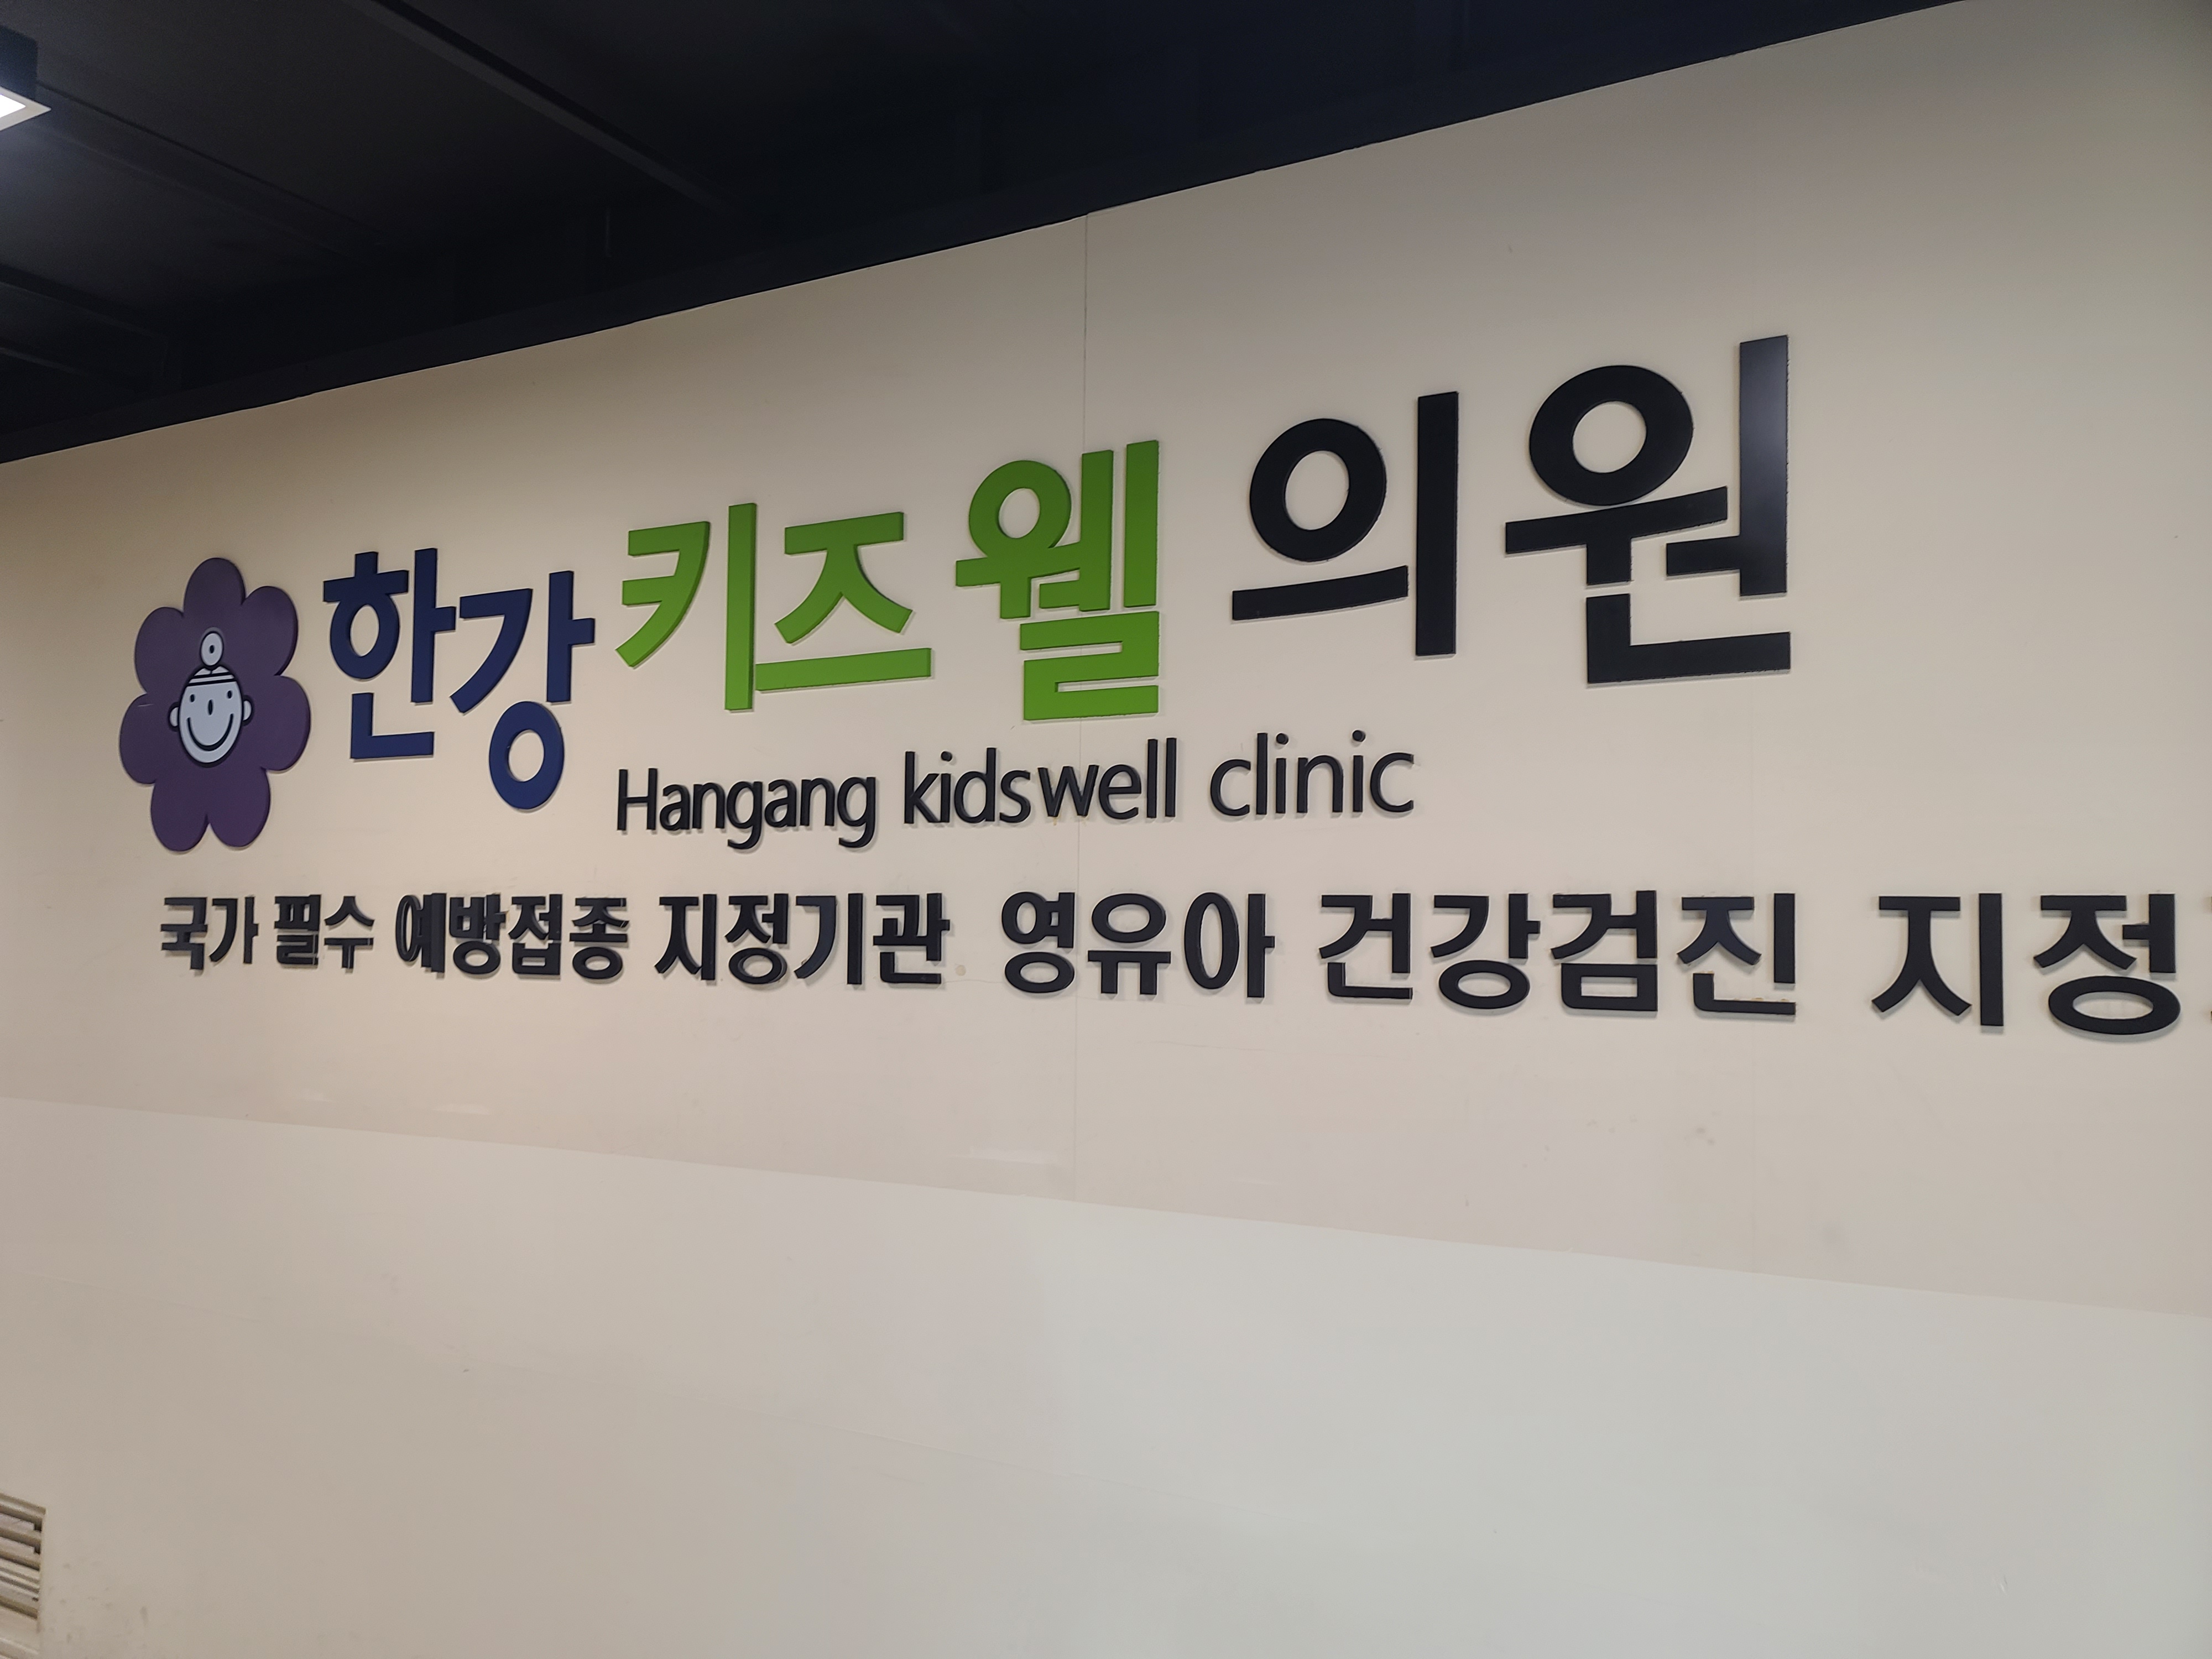 한강키즈웰의원
Hangang kidswell clinic
국가 필수 예방접종 지정기관 영유아 건강검진 지정